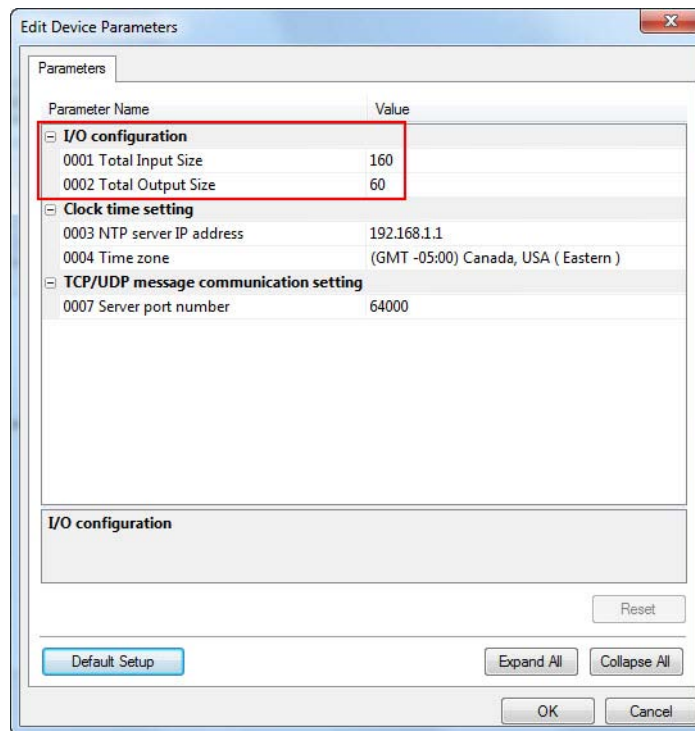 Edit Device Parameters
Parameters
Parameter Name Value
I/O configuration
0001 Total Input Size 160
0002 Total Output Size 60
Clock time setting
0003 NTP server IP address 192.168.1.1
0004 Time zone (GMT -05:00) Canada, USA ( Eastern )
TCP/UDP message communication setting
0007 Server port number 64000
I/O configuration
Reset
Default Setup Expand All Collapse All
OK Cancel